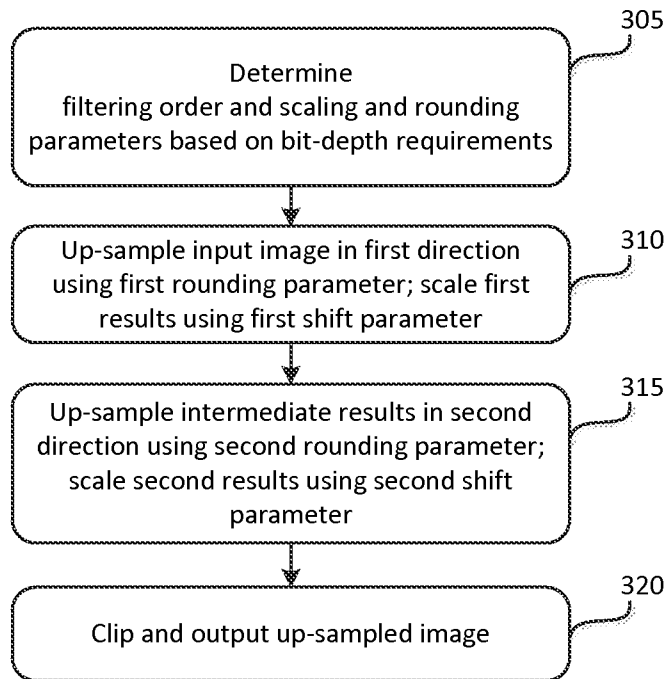 305
Determine
filtering order and scaling and rounding
parameters based on bit-depth requirements
310
Up-sample input image in first direction
using first rounding parameter; scale first
results using first shift parameter
315
Up-sample intermediate results in second
direction using second rounding parameter;
scale second results using second shift
parameter
320
Clip and output up-sampled image